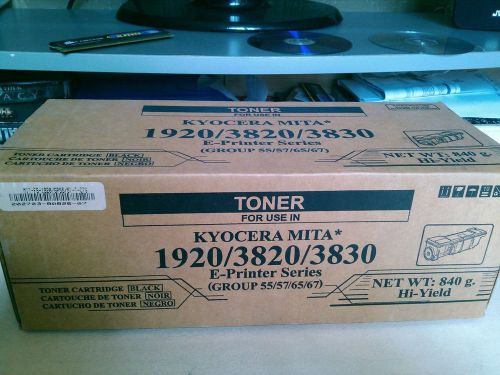 TONER
FOR USE IN
KYOCERA MITA*
1920/3820/3830
E-Printer Series
(GROUP 55/57/65/67)
TONER CARTRIDGE BLACK
CARTOUCHE DE TONER NOIR
CARTUCHO DE TONER NEGRO
NET WT: 840 g.
Hi-Yield
TONER
FOR USE IN
KYOCERA MITA*
1920/3820/3830
E-Printer Series
(GROUP 55/57/65/67)
TONER CARTRIDGE BLACK
CARTOUCHE DE TONER NOIR
CARTUCHO DE TONER NEGRO
NET WT: 840 g.
Hi-Yield